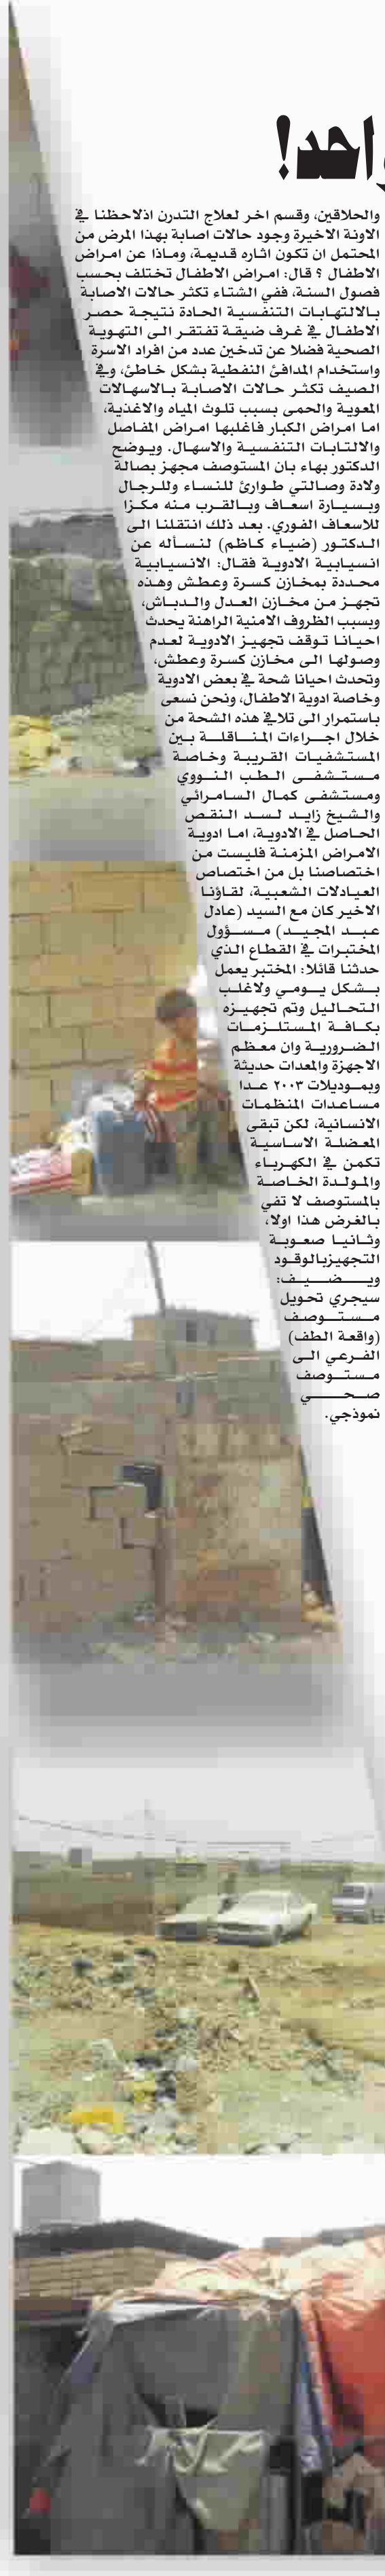 واحد!
والحلاقين، وقسم اخر لعلاج التدرن اذلاحظنا في
الاونة الاخيرة وجود حالات اصابة بهذا المرض من
المحتمل ان تكون اثاره قديمة، وماذا عن امراض
الاطفال ؟ قال: امراض الاطفال تختلف بحسب
فصول السنة، ففي الشتاء تكثر حالات الاصابة
بالالتهابات التنفسية الحادة نتيجة حصر
الاطفال في غرف ضيقة تفتقر الى التهوية
الصحية فضلا عن تدخين عدد من افراد الاسرة
واستخدام المدافئ النفطية بشكل خاطئ، وفي
الصيف تكثر حالات الاصابة بالاسهالات
المعوية والحمى بسبب تلوث المياه والاغذية،
اما امراض الكبار فاغلبها امراض المفاصل
والالتابات التنفسية والاسهال. ويوضح
الدكتور بهاء بان المستوصف مجهز بصالة
ولادة وصالتي طوارئ للنساء وللرجال
وبسيارة اسعاف وبالقرب منه مكزا
للاسعاف الفوري. بعد ذلك انتقلنا الى
الدكتور (ضياء كاظم) لنسأله عن
انسيابية الادوية فقال: الانسيابية
محددة بمخازن كسرة وعطش وهذه
تجهز من مخازن العدل والدباش،
وبسبب الظروف الامنية الراهنة يحدث
احيانا توقف تجهيز الادوية لعدم
وصولها الى مخازن كسرة وعطش،
وتحدث احيانا شحة في بعض الادوية
وخاصة ادوية الاطفال، ونحن نسعى
باستمرار الى تلافي هذه الشحة من
خلال اجراءات المناقلة بين
المستشفيات القريبة وخاصة
مستشفى الطب النووي
ومستشفى كمال السامرائي
والشيخ زايد لسد النقص
الحاصل في الادوية، اما ادوية
الامراض المزمنة فليست من
اختصاصنا بل من اختصاص
العيادلات الشعبية، لقاؤنا
الاخير كان مع السيد (عادل
عبد المجيد) مسؤول
المختبرات في القطاع الذي
حدثنا قائلا: المختبر يعمل
بشكل يومي ولاغلب
التحاليل وتم تجهيزه
بكافة المستلزمات
الضرورية وان معظم
الاجهزة والمعدات حديثة
وبموديلات ٢٠٠٣ عدا
مساعدات المنظمات
الانسانية، لكن تبقى
المعضلة الاساسية
تكمن في الكهرباء
والمولدة الخاصة
بالمستوصف لا تفي
بالغرض هذا اولا،
وثانيا صعوبة
التجهيزبالوقود
ويضيف:
سيجري تحويل
مستوصف
(واقعة الطف)
الفرعي الى
مستوصف
صحي
نموذجي.